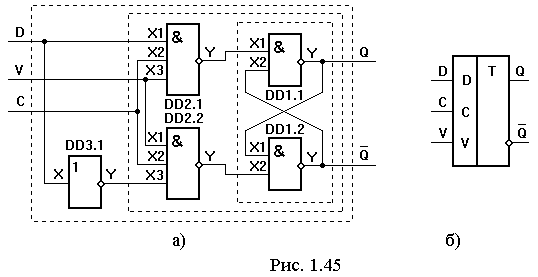 D
V
C
X1
X2
X3
&
Y
DD2.1
DD2.2
X1
X2
X3
&
Y
DD3.1
X
1
Y
X1
X2
&
Y
DD1.1
DD1.2
X1
X2
&
Y
Q
Q̅
D
C
V
D
C
V
T
Q
Q̅
а)
б)
Рис. 1.45